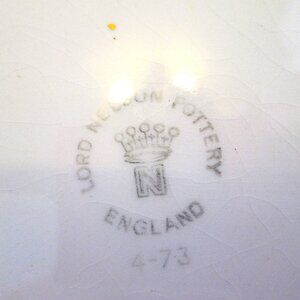 LORD NELSON POTTERY
N
ENGLAND
4-73